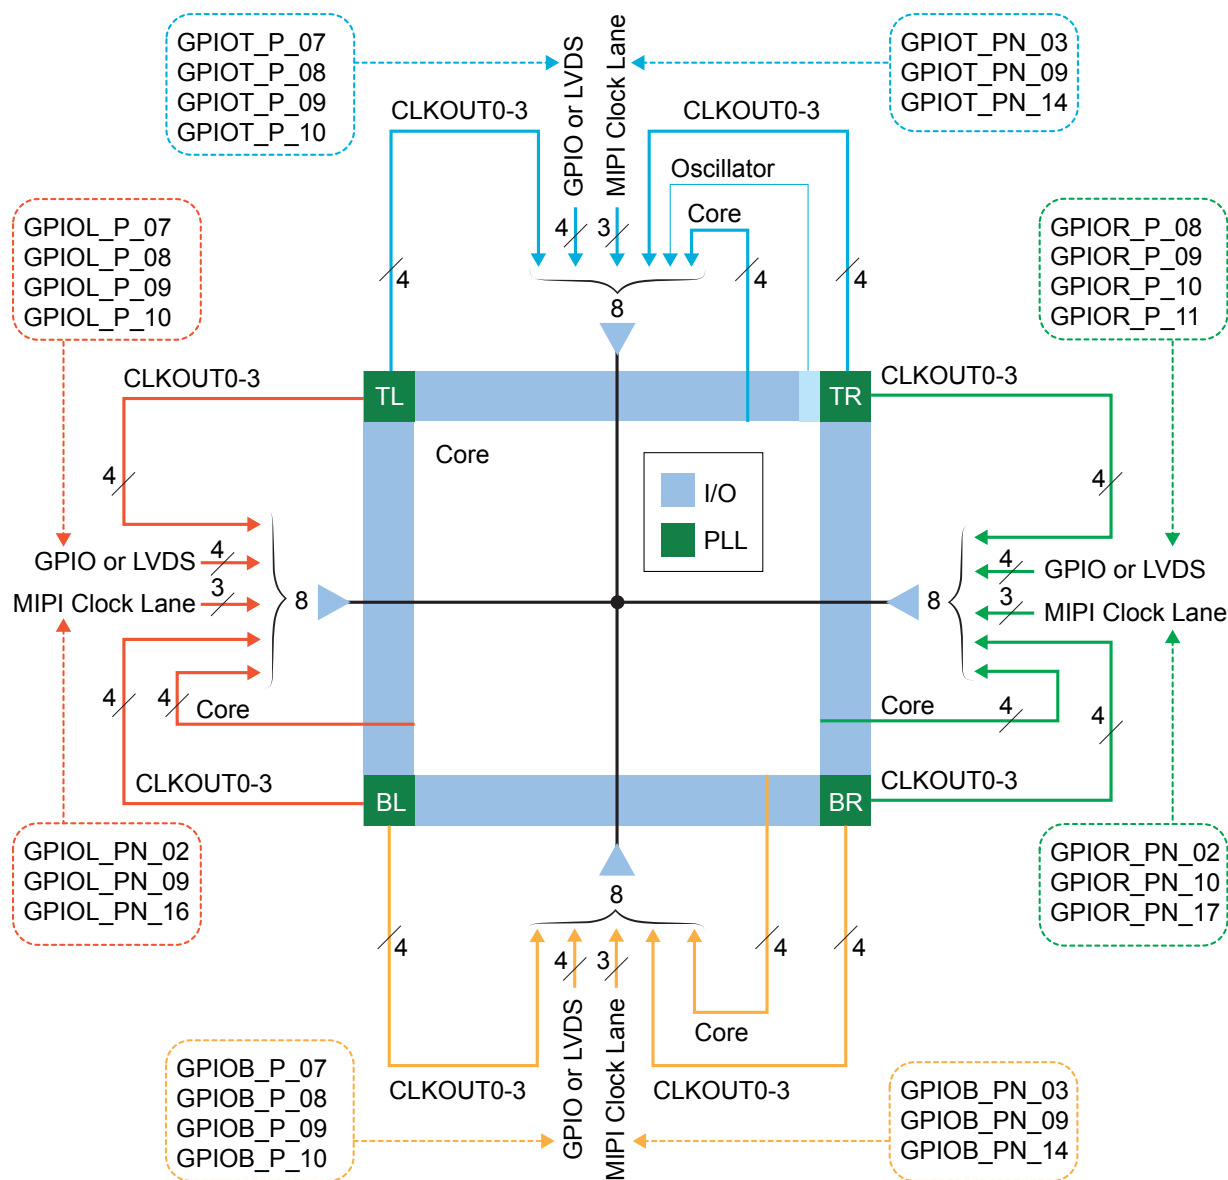 GPIOT_P_07
GPIOT_P_08
GPIOT_P_09
GPIOT_P_10
GPIO or LVDS
MIPI Clock Lane
GPIOT_PN_03
GPIOT_PN_09
GPIOT_PN_14
CLKOUT0-3
CLKOUT0-3
Oscillator
Core
4
3
4
4
4
8
GPIOL_P_07
GPIOL_P_08
GPIOL_P_09
GPIOL_P_10
GPIOR_P_08
GPIOR_P_09
GPIOR_P_10
GPIOR_P_11
CLKOUT0-3
TL
TR
CLKOUT0-3
Core
I/O
PLL
4
4
GPIO or LVDS
4
MIPI Clock Lane
3
8
8
4
GPIO or LVDS
3
MIPI Clock Lane
4
4
Core
Core
4
4
CLKOUT0-3
BL
BR
CLKOUT0-3
GPIOL_PN_02
GPIOL_PN_09
GPIOL_PN_16
GPIOR_PN_02
GPIOR_PN_10
GPIOR_PN_17
8
4
4
3
4
4
Core
CLKOUT0-3
GPIO or LVDS
MIPI Clock Lane
CLKOUT0-3
GPIOB_P_07
GPIOB_P_08
GPIOB_P_09
GPIOB_P_10
GPIOB_PN_03
GPIOB_PN_09
GPIOB_PN_14